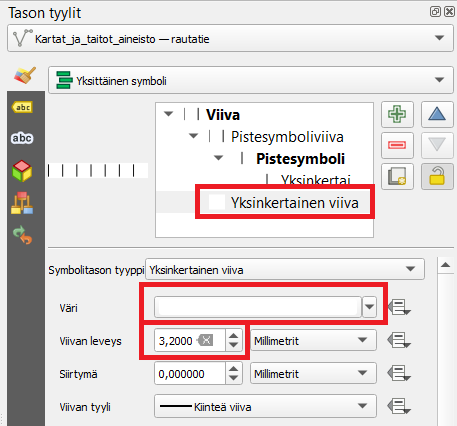 Tason tyylit
Kartat_ja_taitot_aineisto — rautatie
Yksittäinen symboli
abc
abc
Viiva
Pistesymboliviiva
Pistesymboli
Yksinkertai
Yksinkertainen viiva
Symbolitason tyyppi Yksinkertainen viiva
Väri
Viivan leveys 3,2000 Millimetrit
Siirtymä 0,000000 Millimetrit
Viivan tyyli Kiinteä viiva